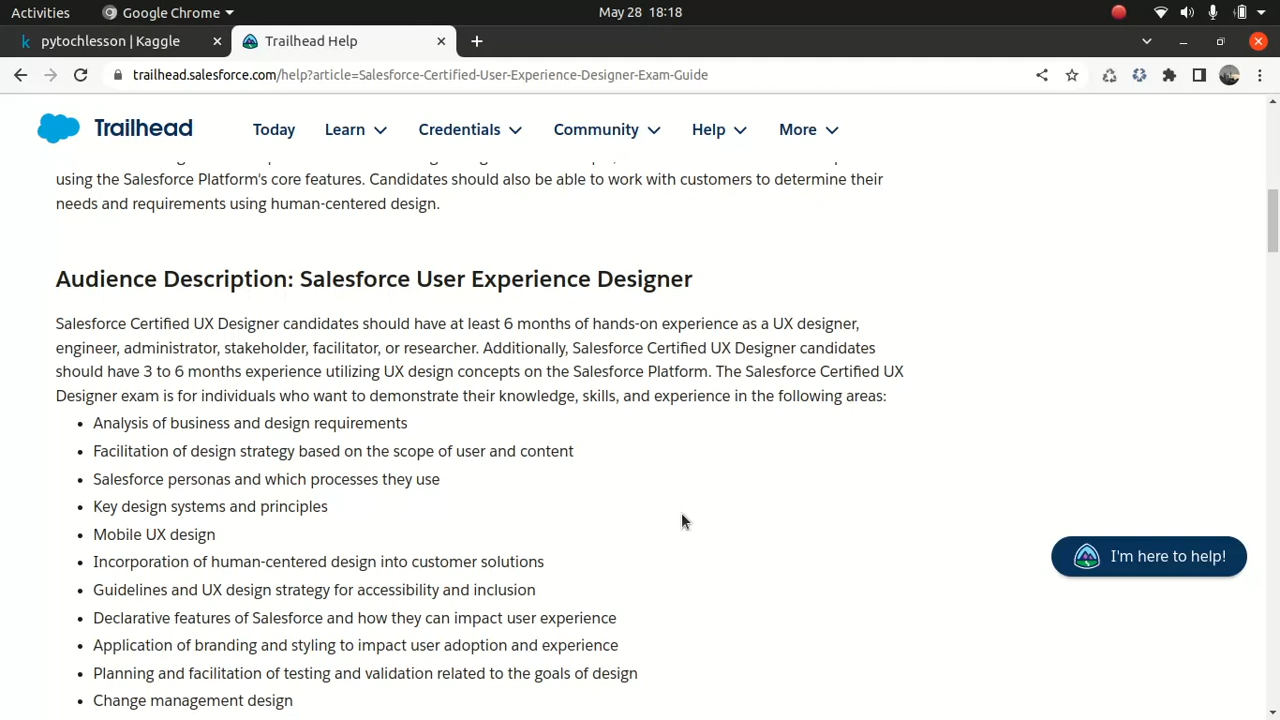 Activities Google Chrome May 28 18:18
pytochlesson | Kaggle Trailhead Help
trailhead.salesforce.com/help?article=Salesforce-Certified-User-Experience-Designer-Exam-Guide
Trailhead Today Learn Credentials Community Help More
using the Salesforce Platform's core features. Candidates should also be able to work with customers to determine their
needs and requirements using human-centered design.
Audience Description: Salesforce User Experience Designer
Salesforce Certified UX Designer candidates should have at least 6 months of hands-on experience as a UX designer,
engineer, administrator, stakeholder, facilitator, or researcher. Additionally, Salesforce Certified UX Designer candidates
should have 3 to 6 months experience utilizing UX design concepts on the Salesforce Platform. The Salesforce Certified UX
Designer exam is for individuals who want to demonstrate their knowledge, skills, and experience in the following areas:
• Analysis of business and design requirements
• Facilitation of design strategy based on the scope of user and content
• Salesforce personas and which processes they use
• Key design systems and principles
• Mobile UX design
• Incorporation of human-centered design into customer solutions
I'm here to help!
• Guidelines and UX design strategy for accessibility and inclusion
• Declarative features of Salesforce and how they can impact user experience
• Application of branding and styling to impact user adoption and experience
• Planning and facilitation of testing and validation related to the goals of design
• Change management design